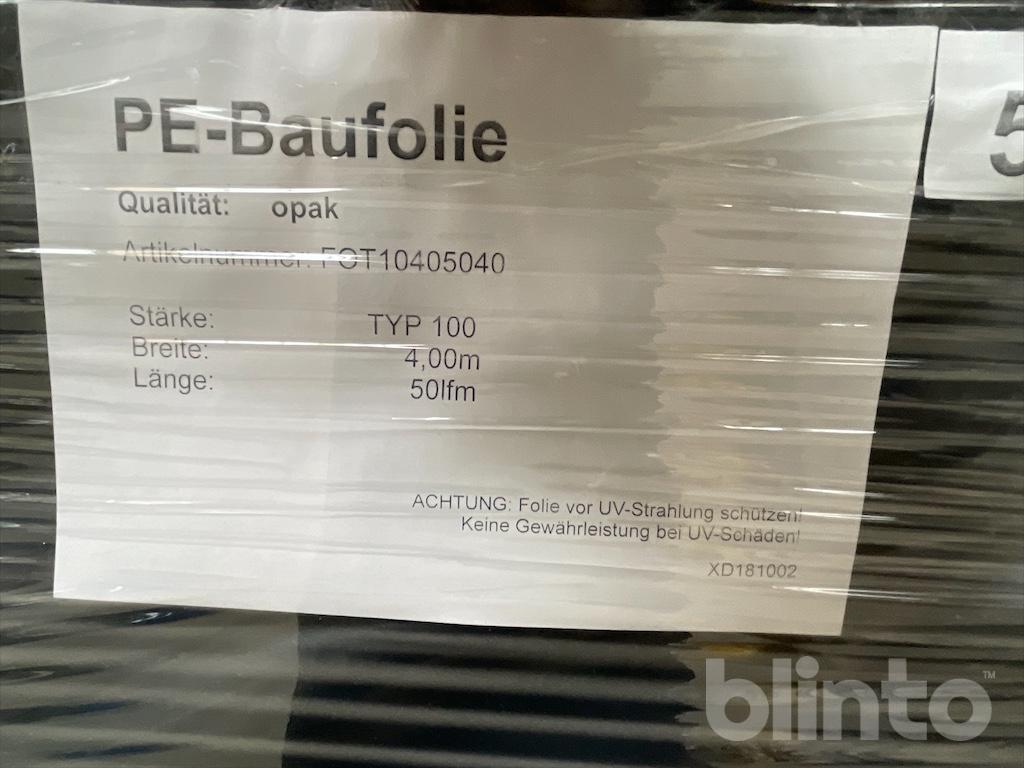 PE-Baufolie
5
Qualität: opak
Artikelnummer: FOT10405040
Stärke: TYP 100
Breite: 4,00m
Länge: 50lfm
ACHTUNG: Folie vor UV-Strahlung schützen!
Keine Gewährleistung bei UV-Schäden!
XD181002
blinto™